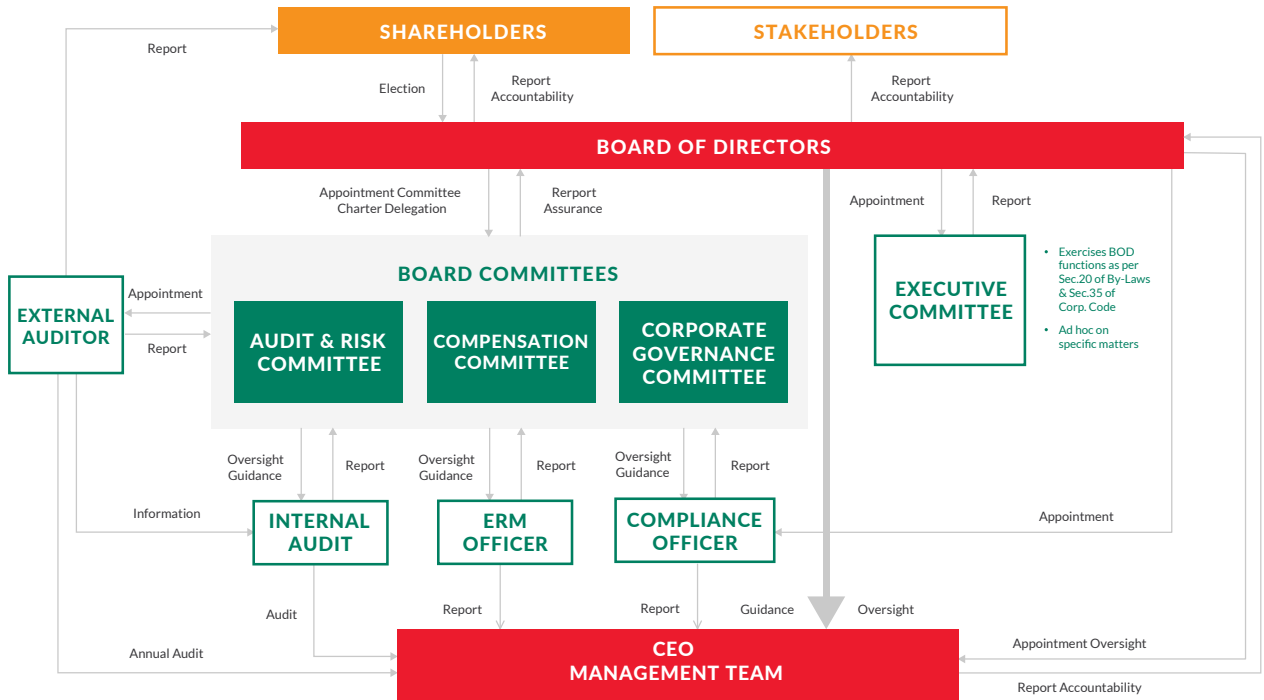 SHAREHOLDERS
STAKEHOLDERS
Report
Election
Report
Accountability
Report
Accountability
BOARD OF DIRECTORS
Appointment Committee
Charter Delegation
Rerport
Assurance
Appointment
Report
BOARD COMMITTEES
EXTERNAL
AUDITOR
Appointment
Report
AUDIT & RISK
COMMITTEE
COMPENSATION
COMMITTEE
CORPORATE
GOVERNANCE
COMMITTEE
EXECUTIVE
COMMITTEE
• Exercises BOD
functions as per
Sec.20 of By-Laws
& Sec.35 of
Corp. Code
• Ad hoc on
specific matters
Oversight
Guidance
Report
Oversight
Guidance
Report
Oversight
Guidance
Report
Information
INTERNAL
AUDIT
ERM
OFFICER
COMPLIANCE
OFFICER
Appointment
Audit
Report
Report
Guidance
Oversight
Annual Audit
CEO
MANAGEMENT TEAM
Appointment Oversight
Report Accountability